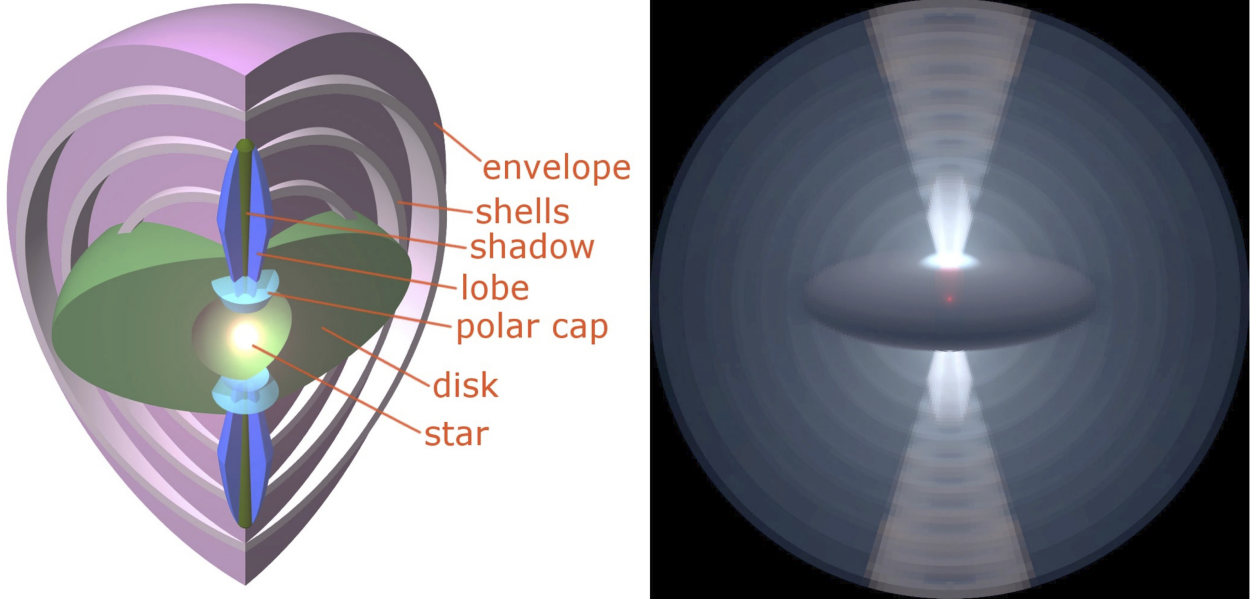 envelope
shells
shadow
lobe
polar cap
disk
star